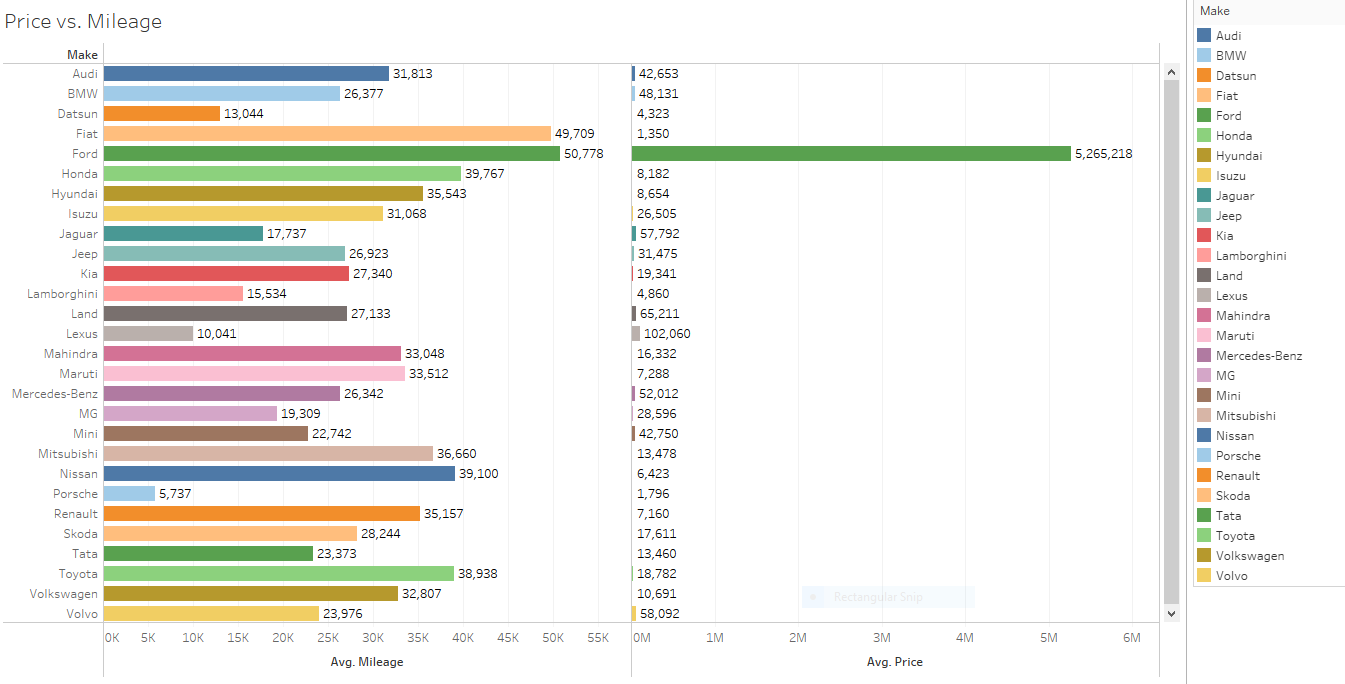 Price vs. Mileage
Make
Audi 31,813 42,653
BMW 26,377 48,131
Datsun 13,044 4,323
Fiat 49,709 1,350
Ford 50,778 5,265,218
Honda 39,767 8,182
Hyundai 35,543 8,654
Isuzu 31,068 26,505
Jaguar 17,737 57,792
Jeep 26,923 31,475
Kia 27,340 19,341
Lamborghini 15,534 4,860
Land 27,133 65,211
Lexus 10,041 102,060
Mahindra 33,048 16,332
Maruti 33,512 7,288
Mercedes-Benz 26,342 52,012
MG 19,309 28,596
Mini 22,742 42,750
Mitsubishi 36,660 13,478
Nissan 39,100 6,423
Porsche 5,737 1,796
Renault 35,157 7,160
Skoda 28,244 17,611
Tata 23,373 13,460
Toyota 38,938 18,782
Volkswagen 32,807 10,691
Rectangular Snip
Volvo 23,976 58,092
0K 5K 10K 15K 20K 25K 30K 35K 40K 45K 50K 55K 0M 1M 2M 3M 4M 5M 6M
Avg. Mileage Avg. Price
Make
Audi
BMW
Datsun
Fiat
Ford
Honda
Hyundai
Isuzu
Jaguar
Jeep
Kia
Lamborghini
Land
Lexus
Mahindra
Maruti
Mercedes-Benz
MG
Mini
Mitsubishi
Nissan
Porsche
Renault
Skoda
Tata
Toyota
Volkswagen
Volvo